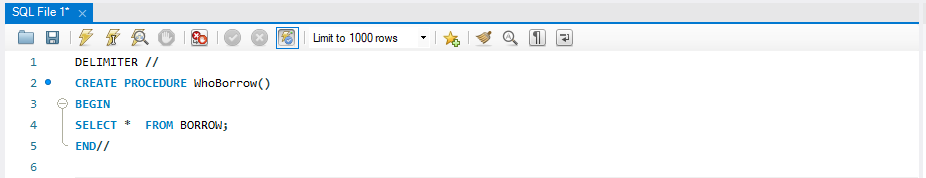 SQL File 1*
Limit to 1000 rows
1 DELIMITER //
2 CREATE PROCEDURE WhoBorrow()
3 BEGIN
4 SELECT *  FROM BORROW;
5 END//
6